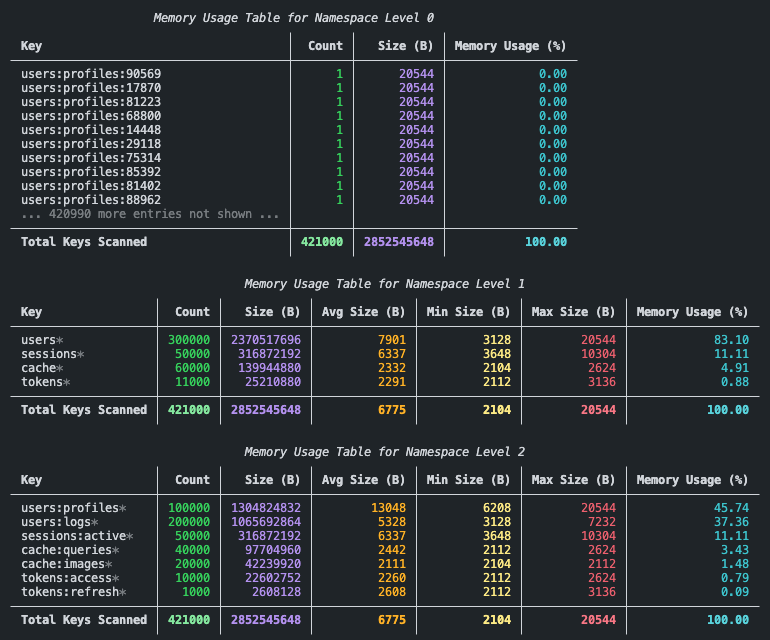 Memory Usage Table for Namespace Level 0
Key Count Size (B) Memory Usage (%)
users:profiles:90569 1 20544 0.00
users:profiles:17870 1 20544 0.00
users:profiles:81223 1 20544 0.00
users:profiles:68800 1 20544 0.00
users:profiles:14448 1 20544 0.00
users:profiles:29118 1 20544 0.00
users:profiles:75314 1 20544 0.00
users:profiles:85392 1 20544 0.00
users:profiles:81402 1 20544 0.00
users:profiles:88962 1 20544 0.00
... 420990 more entries not shown ...
Total Keys Scanned 421000 2852545648 100.00
Memory Usage Table for Namespace Level 1
Key Count Size (B) Avg Size (B) Min Size (B) Max Size (B) Memory Usage (%)
users* 300000 2370517696 7901 3128 20544 83.10
sessions* 50000 316872192 6337 3648 10304 11.11
cache* 60000 139944880 2332 2104 2624 4.91
tokens* 11000 25210880 2291 2112 3136 0.88
Total Keys Scanned 421000 2852545648 6775 2104 20544 100.00
Memory Usage Table for Namespace Level 2
Key Count Size (B) Avg Size (B) Min Size (B) Max Size (B) Memory Usage (%)
users:profiles* 100000 1304824832 13048 6208 20544 45.74
users:logs* 200000 1065692864 5328 3128 7232 37.36
sessions:active* 50000 316872192 6337 3648 10304 11.11
cache:queries* 40000 97704960 2442 2112 2624 3.43
cache:images* 20000 42239920 2111 2104 2112 1.48
tokens:access* 10000 22602752 2260 2112 2624 0.79
tokens:refresh* 1000 2608128 2608 2112 3136 0.09
Total Keys Scanned 421000 2852545648 6775 2104 20544 100.00